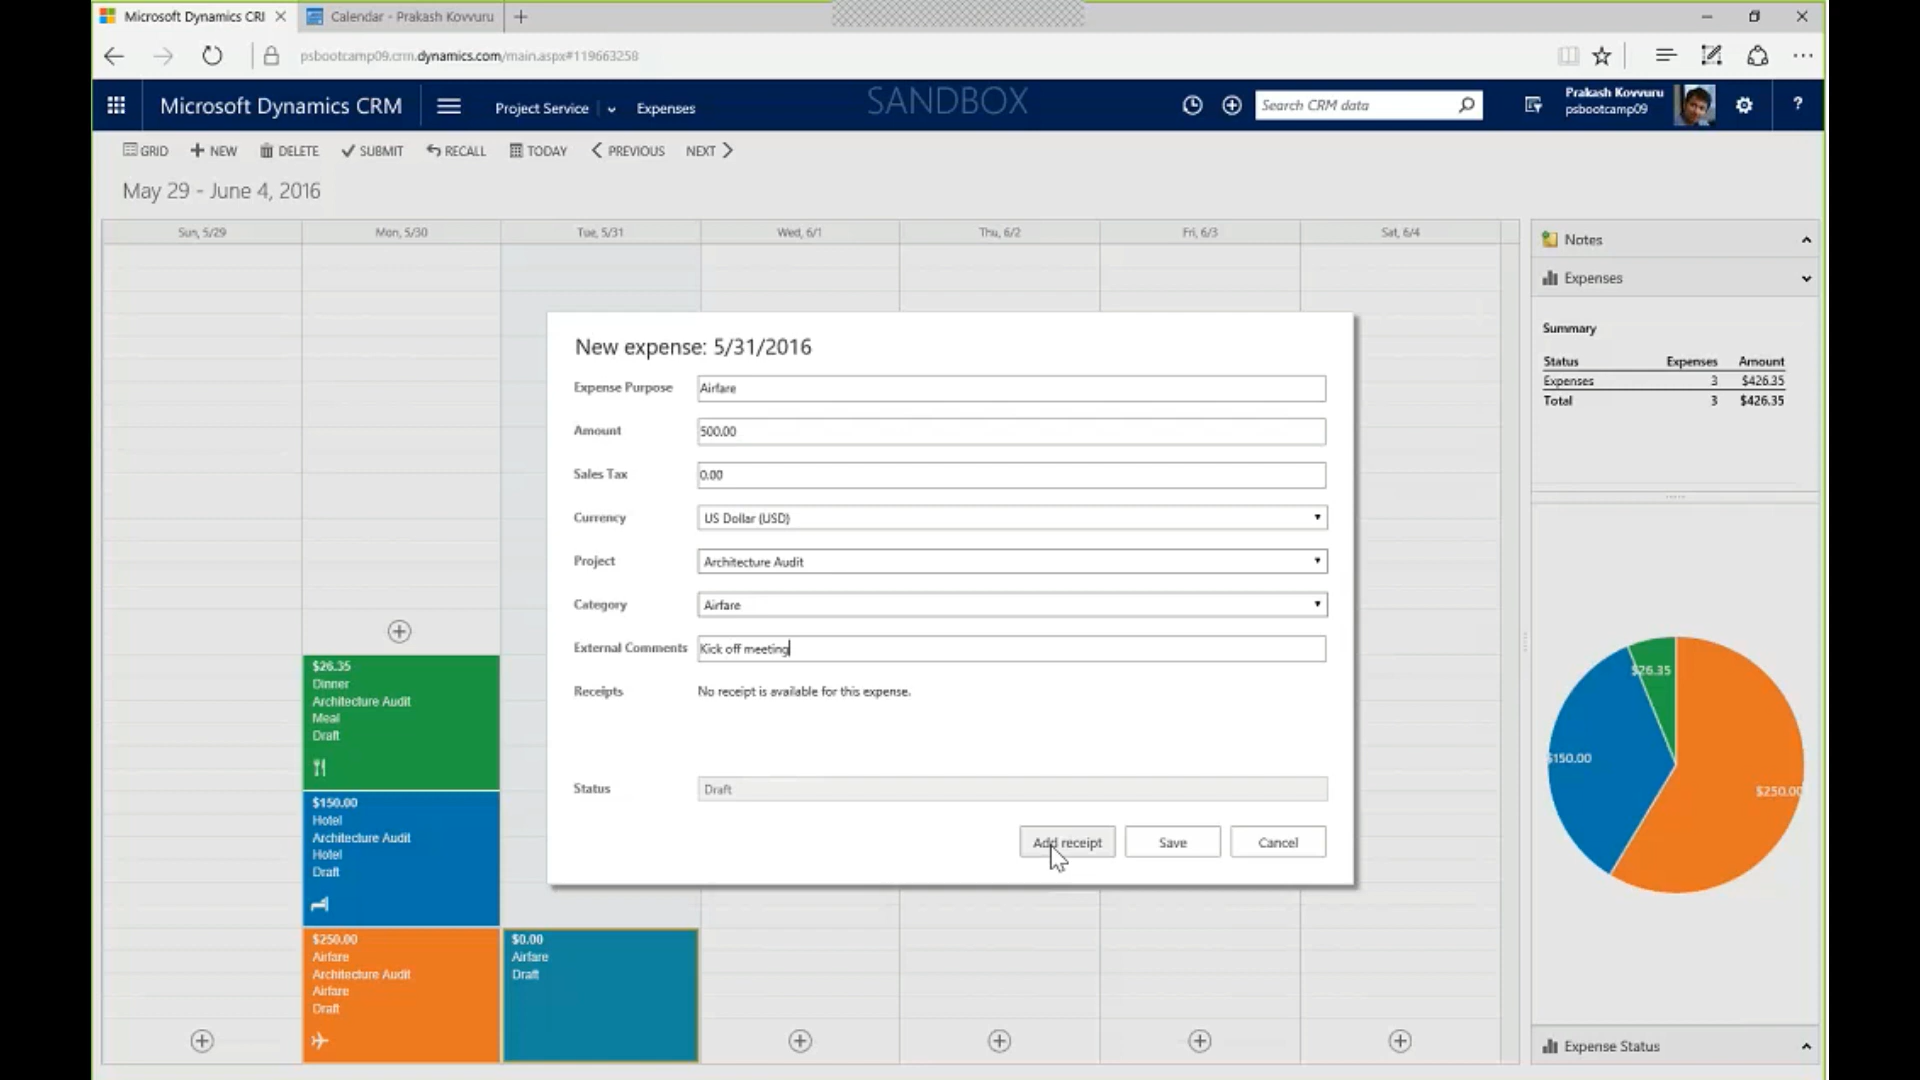 Microsoft Dynamics CRI
Calendar - Prakash Kovvuru
psbootcamp09.crm.dynamics.com/main.aspx#119663258
Microsoft Dynamics CRM
Project Service
Expenses
SANDBOX
Search CRM data
Prakash Kovvuru
psbootcamp09
?
GRID
NEW
DELETE
SUBMIT
RECALL
TODAY
PREVIOUS
NEXT
May 29 - June 4, 2016
Sun, 5/29
Mon, 5/30
Tue, 5/31
Wed, 6/1
Thu, 6/2
Fri, 6/3
Sat, 6/4
$26.35
Dinner
Architecture Audit
Meal
Draft
$150.00
Hotel
Architecture Audit
Hotel
Draft
$250.00
Airfare
Architecture Audit
Airfare
Draft
$0.00
Airfare
Draft
New expense: 5/31/2016
Expense Purpose Airfare
Amount 500.00
Sales Tax 0.00
Currency US Dollar (USD)
Project Architecture Audit
Category Airfare
External Comments Kick off meeting
Receipts No receipt is available for this expense.
Status Draft
Add receipt
Save
Cancel
Notes
Expenses
Summary
Status Expenses Amount
Expenses 3 $426.35
Total 3 $426.35
$26.35
$150.00
$250.00
Expense Status